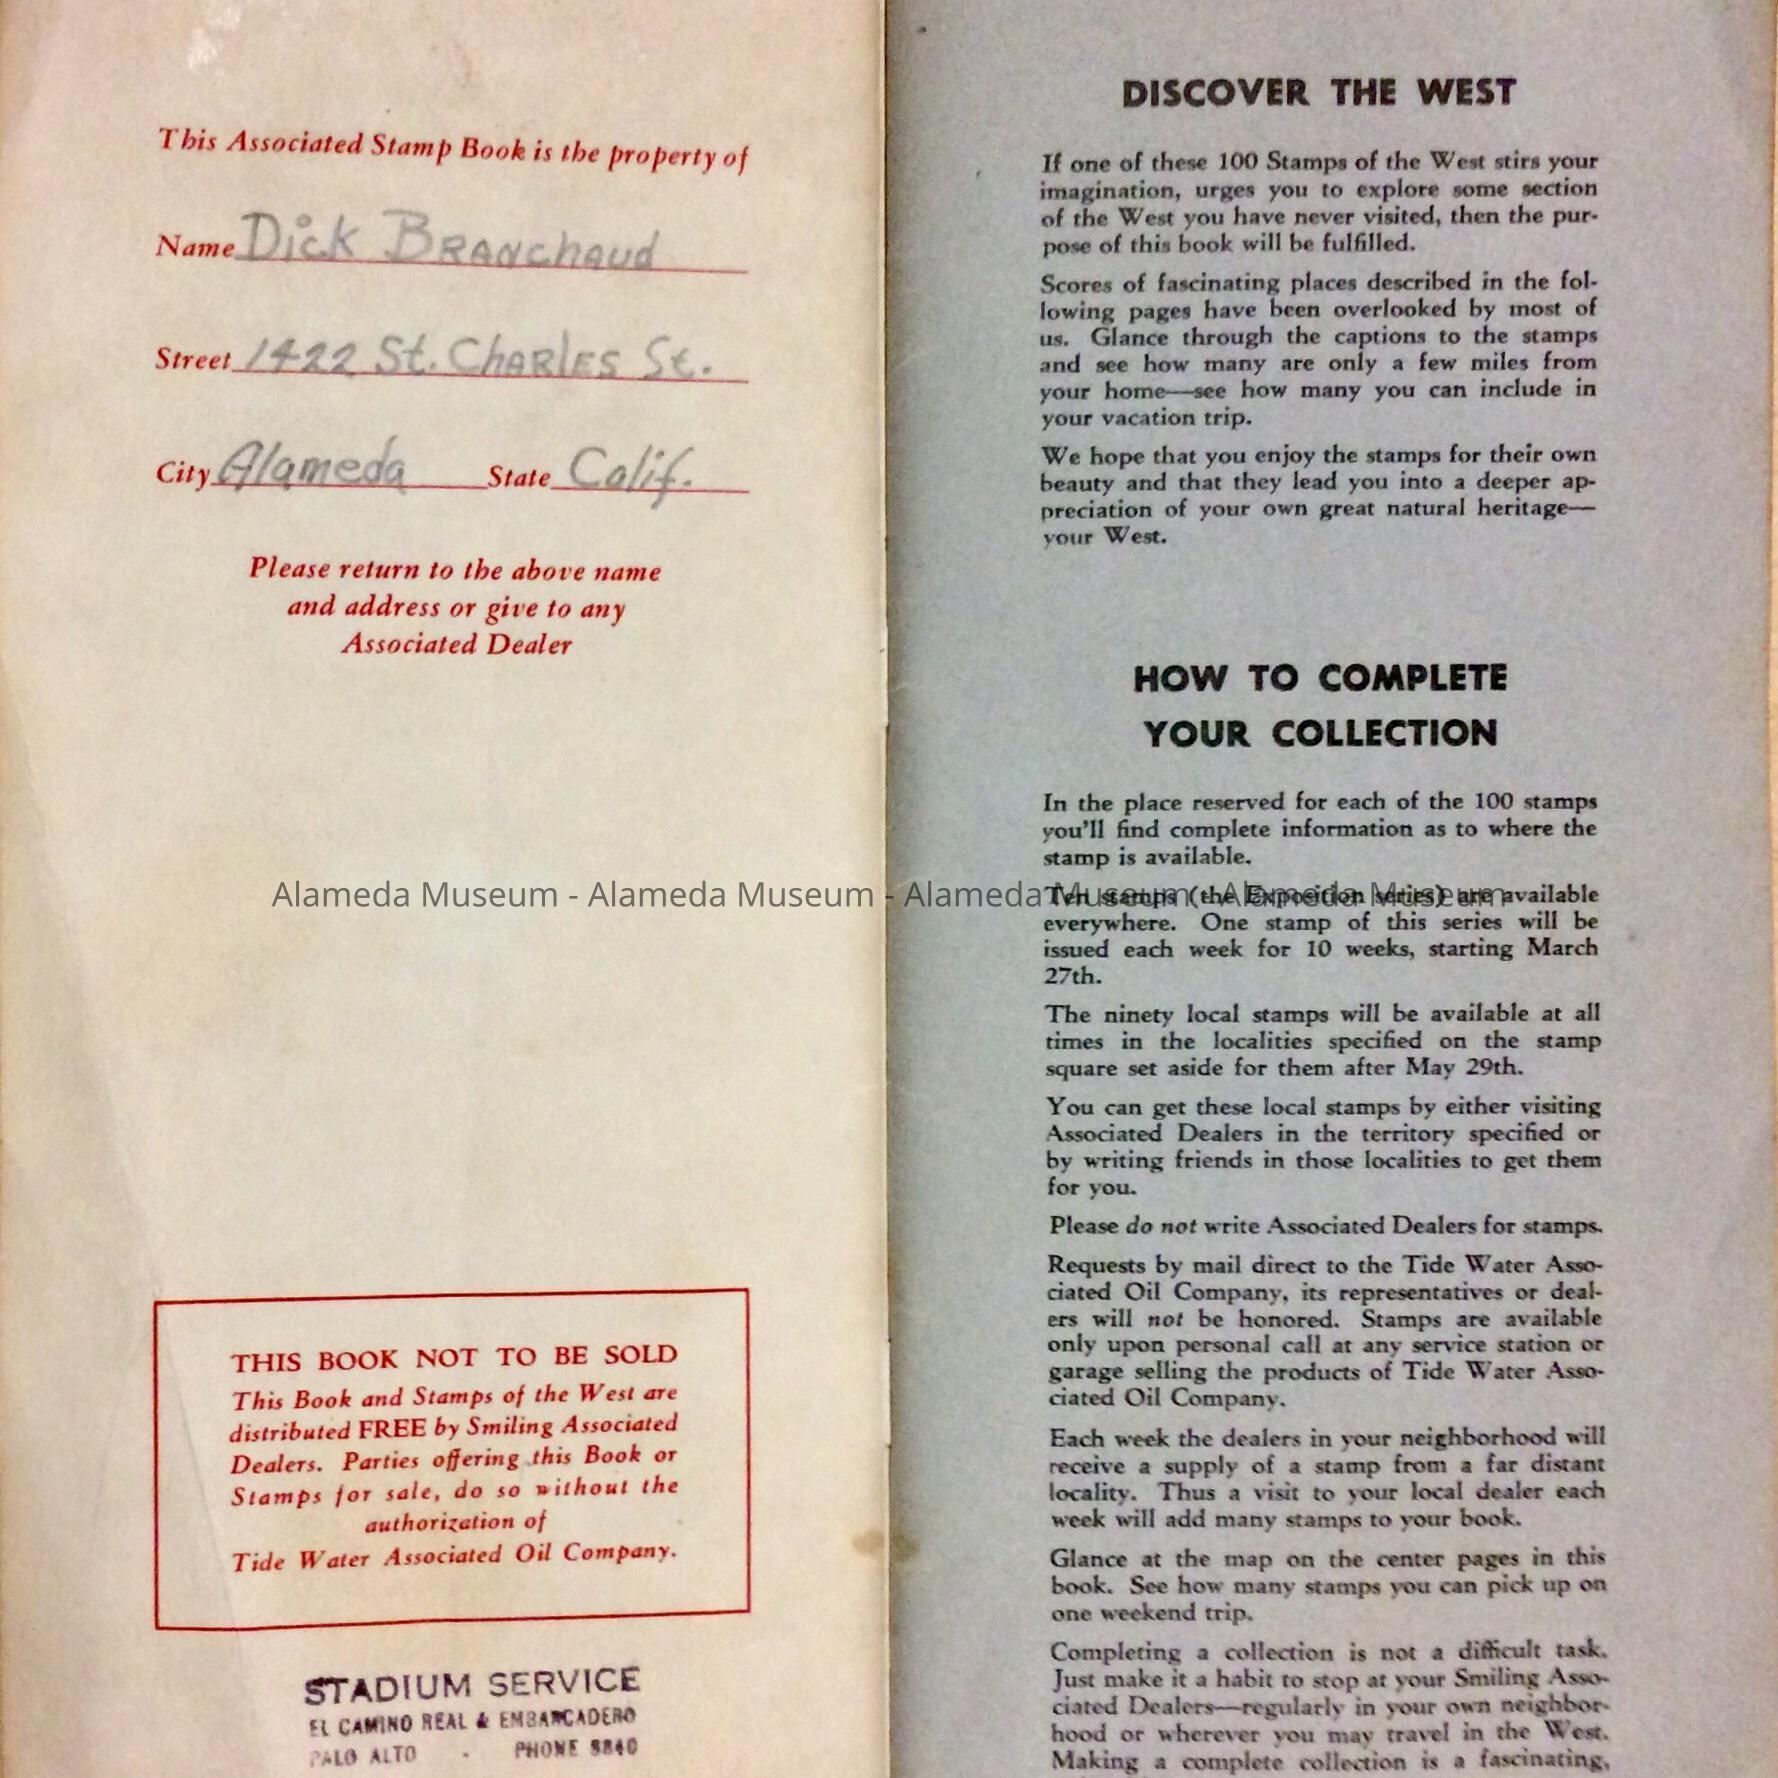 This Associated Stamp Book is the property of
Name Dick Branchaud
Street 1422 St. Charles St.
City Alameda State Calif.
Please return to the above name
and address or give to any
Associated Dealer
THIS BOOK NOT TO BE SOLD
This Book and Stamps of the West are
distributed FREE by Smiling Associated
Dealers. Parties offering this Book or
Stamps for sale, do so without the
authorization of
Tide Water Associated Oil Company.
STADIUM SERVICE
EL CAMINO REAL & EMBARCADERO
PALO ALTO - PHONE 8840
DISCOVER THE WEST
If one of these 100 Stamps of the West stirs your
imagination, urges you to explore some section
of the West you have never visited, then the pur-
pose of this book will be fulfilled.
Scores of fascinating places described in the fol-
lowing pages have been overlooked by most of
us. Glance through the captions to the stamps
and see how many are only a few miles from
your home—see how many you can include in
your vacation trip.
We hope that you enjoy the stamps for their own
beauty and that they lead you into a deeper ap-
preciation of your own great natural heritage—
your West.
HOW TO COMPLETE
YOUR COLLECTION
In the place reserved for each of the 100 stamps
you'll find complete information as to where the
stamp is available.
Ten stamps (the Exposition series) are available
everywhere. One stamp of this series will be
issued each week for 10 weeks, starting March
27th.
The ninety local stamps will be available at all
times in the localities specified on the stamp
square set aside for them after May 29th.
You can get these local stamps by either visiting
Associated Dealers in the territory specified or
by writing friends in those localities to get them
for you.
Please do not write Associated Dealers for stamps.
Requests by mail direct to the Tide Water Asso-
ciated Oil Company, its representatives or deal-
ers will not be honored. Stamps are available
only upon personal call at any service station or
garage selling the products of Tide Water Asso-
ciated Oil Company.
Each week the dealers in your neighborhood will
receive a supply of a stamp from a far distant
locality. Thus a visit to your local dealer each
week will add many stamps to your book.
Glance at the map on the center pages in this
book. See how many stamps you can pick up on
one weekend trip.
Completing a collection is not a difficult task.
Just make it a habit to stop at your Smiling Asso-
ciated Dealers—regularly in your own neighbor-
hood or wherever you may travel in the West.
Making a complete collection is a fascinating,
Alameda Museum - Alameda Museum - Alameda Museum - Alameda Museum